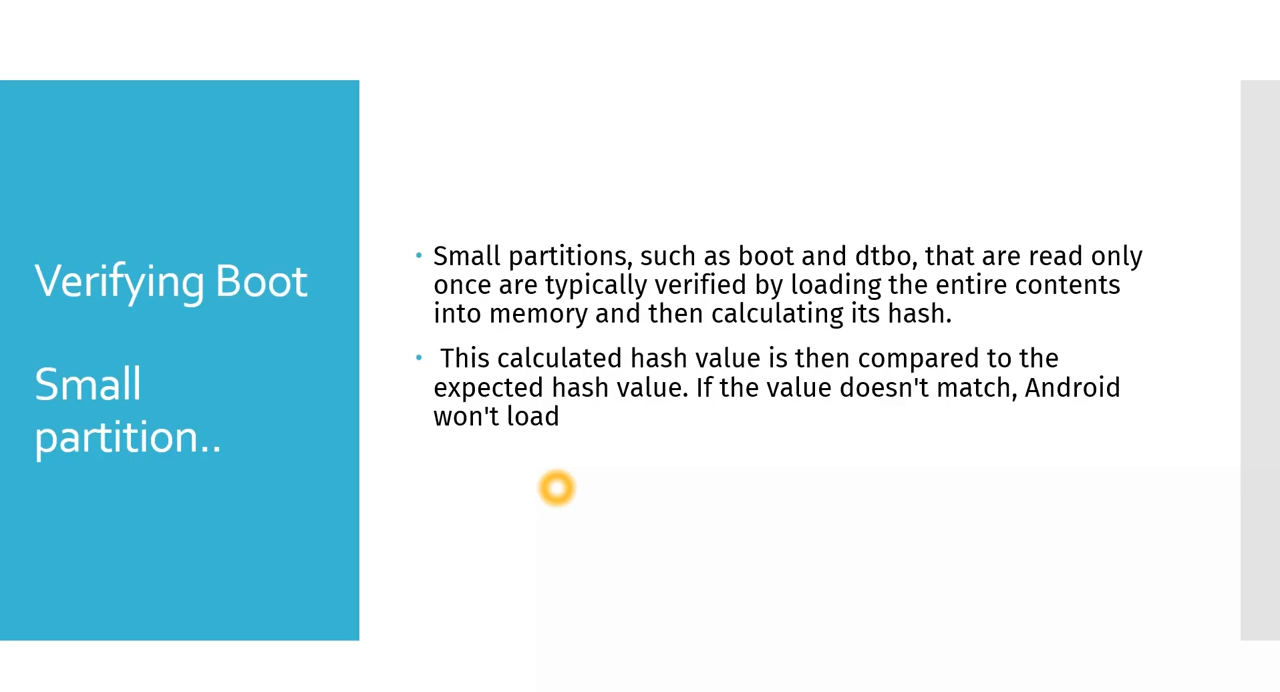 Verifying Boot
Small
partition..
• Small partitions, such as boot and dtbo, that are read only
once are typically verified by loading the entire contents
into memory and then calculating its hash.
• This calculated hash value is then compared to the
expected hash value. If the value doesn't match, Android
won't load